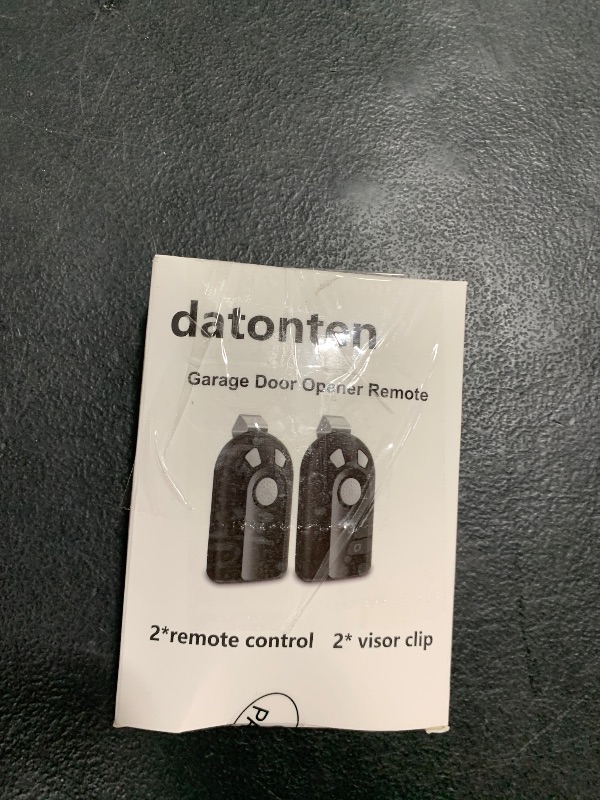 datonten
Garage Door Opener Remote
2*remote control 2* visor clip